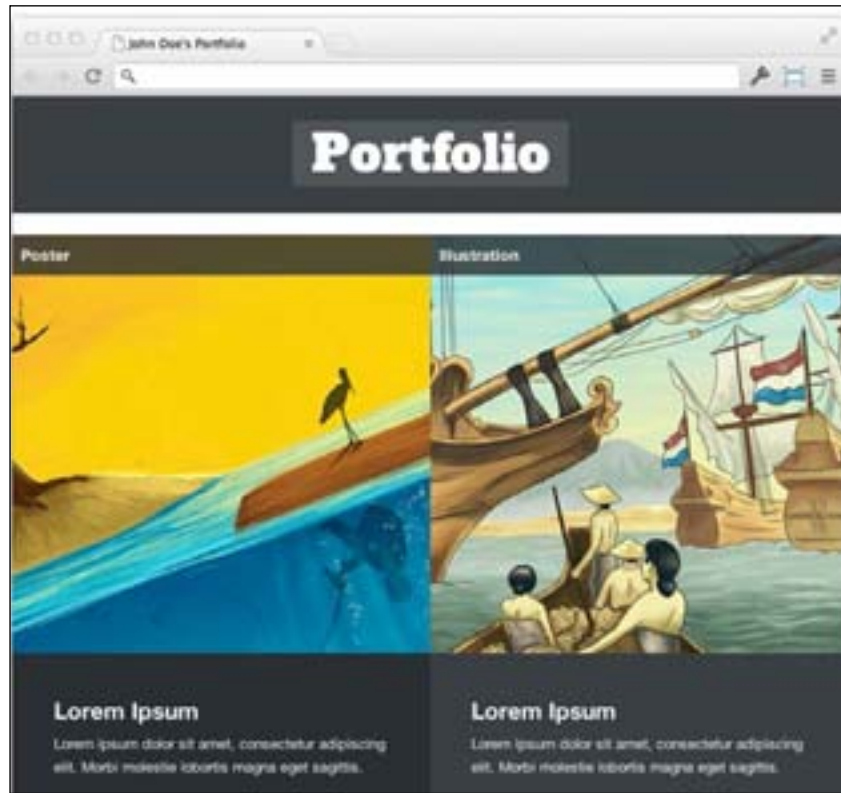 John Doe's Portfolio
Portfolio
Poster
Illustration
Lorem Ipsum
Lorem ipsum dolor sit amet, consectetur adipiscing
elit. Morbi molestie lobortis magna eget sagittis.
Lorem Ipsum
Lorem ipsum dolor sit amet, consectetur adipiscing
elit. Morbi molestie lobortis magna eget sagittis.